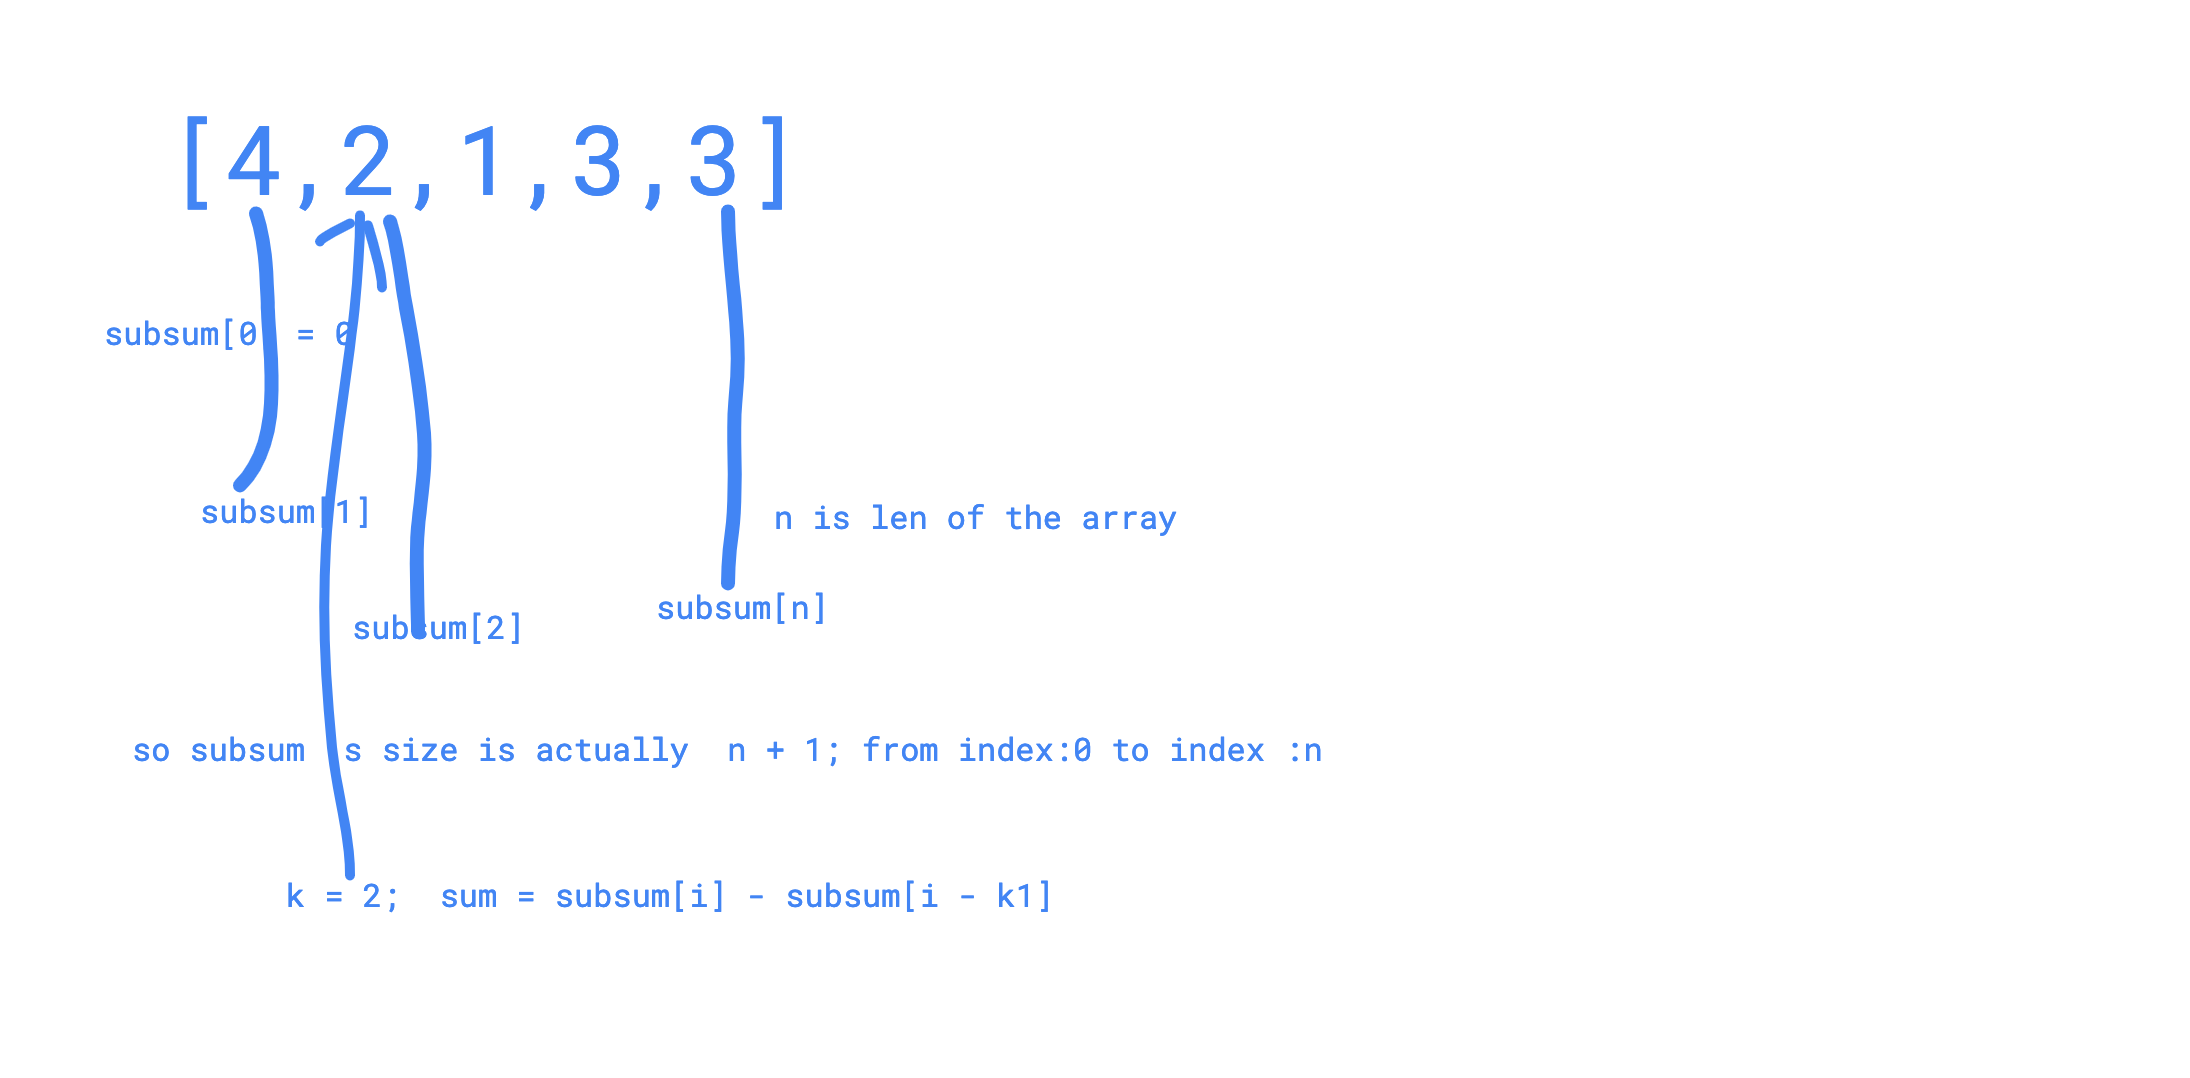 [4,2,1,3,3]
subsum[0] = 0
subsum[1]
n is len of the array
subsum[n]
subsum[2]
so subsum s size is actually  n + 1; from index:0 to index :n
k = 2;  sum = subsum[i] - subsum[i - k1]